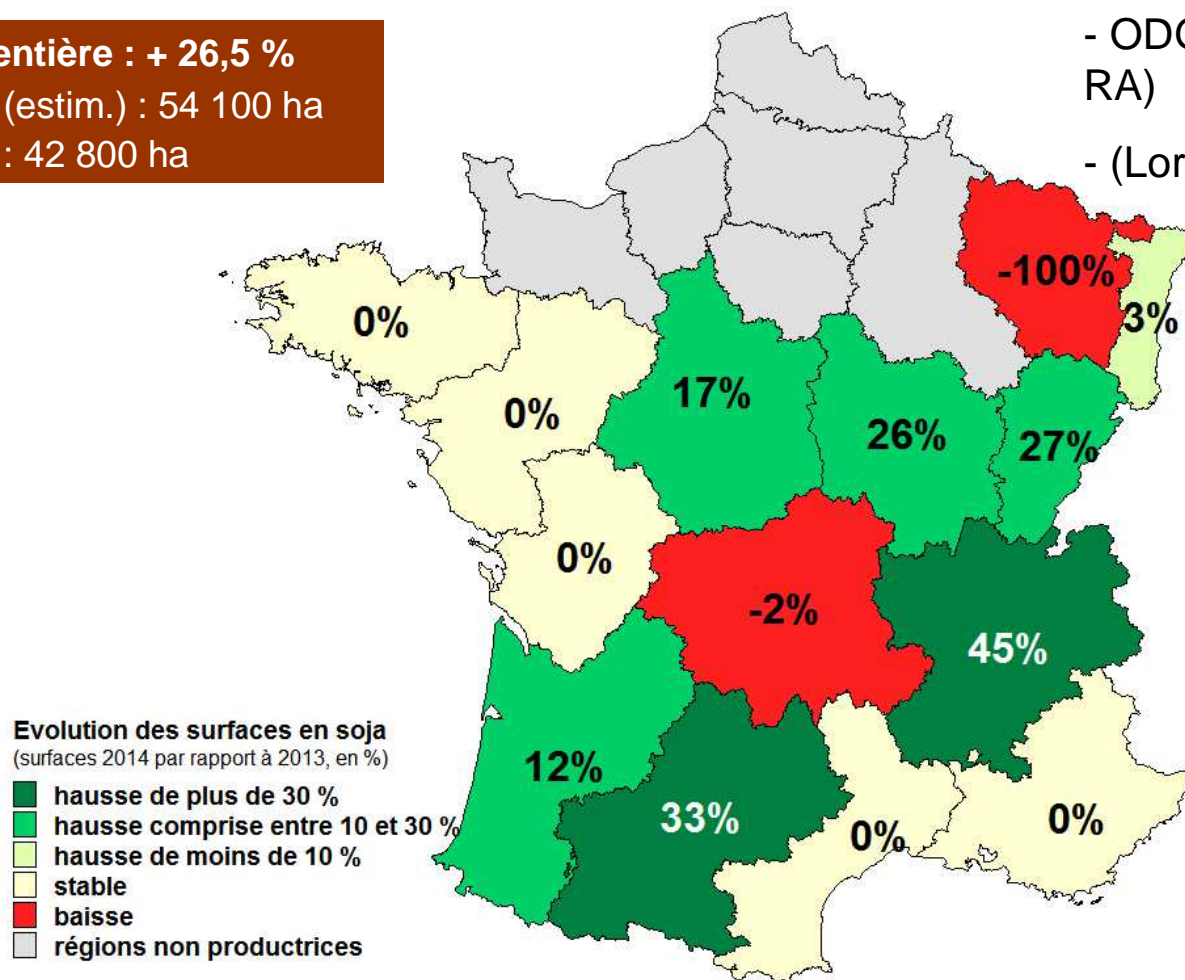 entière : + 26,5 %
(estim.) : 54 100 ha
: 42 800 ha
- ODG
RA)
- (Lor
-100%
3%
0%
17%
0%
26%
27%
0%
-2%
45%
12%
33%
0%
0%
Evolution des surfaces en soja
(surfaces 2014 par rapport à 2013, en %)
hausse de plus de 30 %
hausse comprise entre 10 et 30 %
hausse de moins de 10 %
stable
baisse
régions non productrices